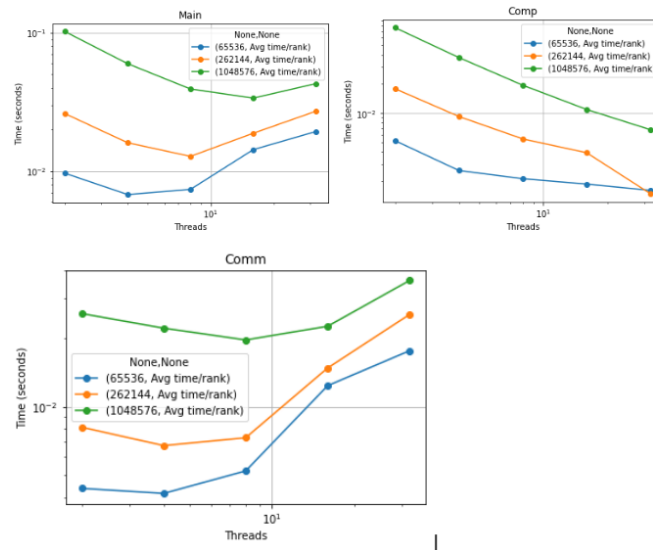 Main
10⁻¹
10⁻²
Time (seconds)
None,None
(65536, Avg time/rank)
(262144, Avg time/rank)
(1048576, Avg time/rank)
10¹
Threads
Comp
10⁻²
Time (seconds)
None,None
(65536, Avg time/rank)
(262144, Avg time/rank)
(1048576, Avg time/rank)
10¹
Threads
Comm
10⁻²
Time (seconds)
None,None
(65536, Avg time/rank)
(262144, Avg time/rank)
(1048576, Avg time/rank)
10¹
Threads